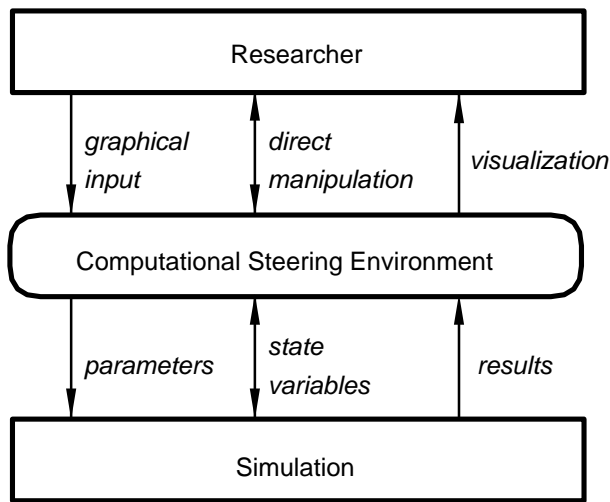 Researcher
graphical
input
direct
manipulation
visualization
Computational Steering Environment
parameters
state
variables
results
Simulation